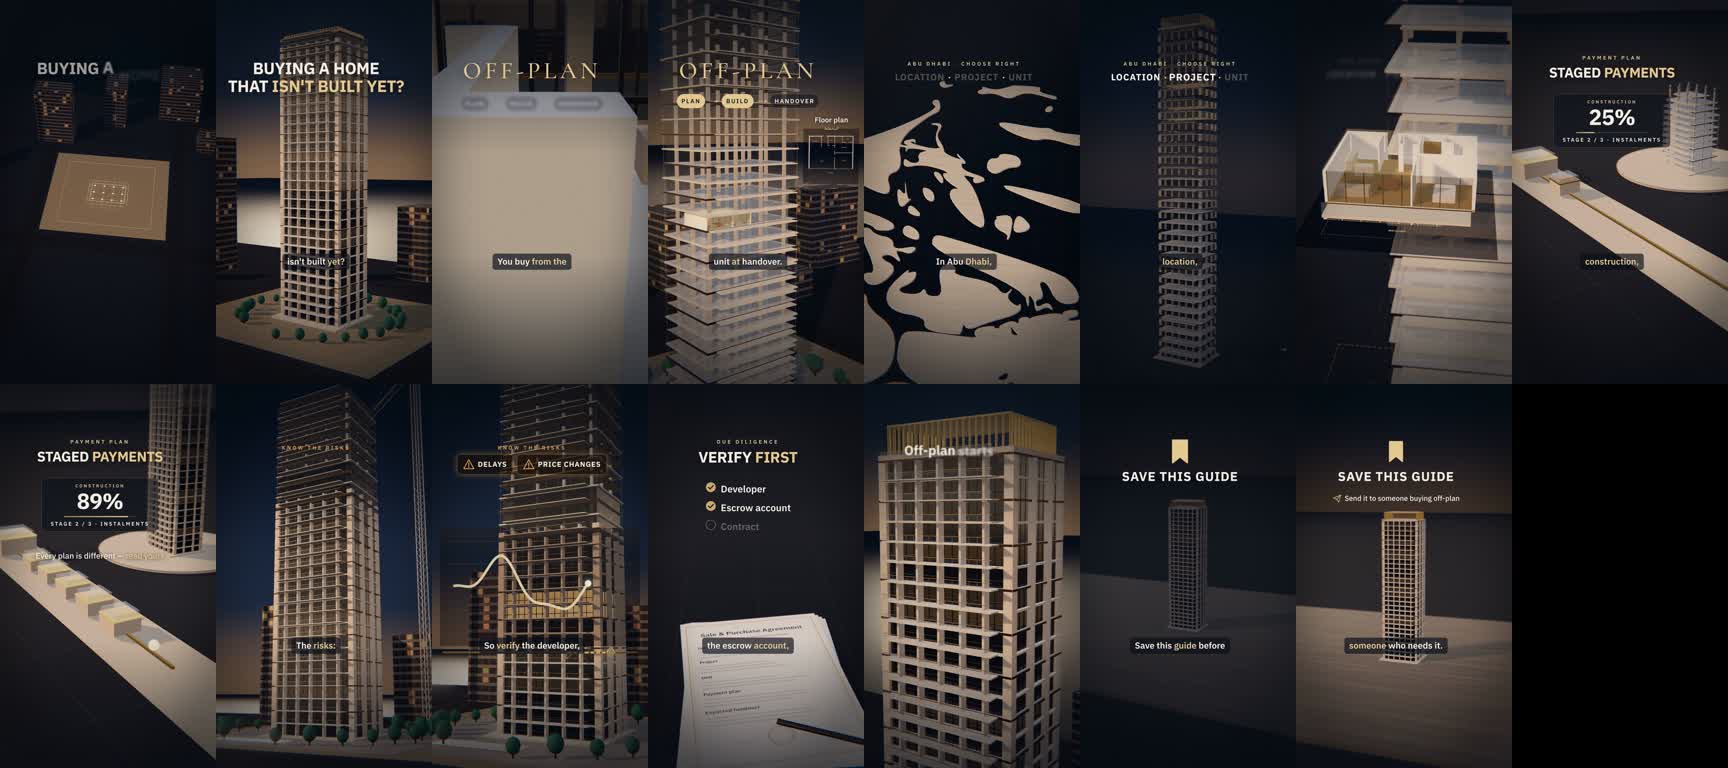 BUYING A
BUYING A HOME
THAT ISN'T BUILT YET?
isn't built yet?
OFF-PLAN
You buy from the
OFF-PLAN
PLAN
BUILD
HANDOVER
Floor plan
unit at handover.
ABU DHABI · CHOOSE RIGHT
LOCATION · PROJECT · UNIT
In Abu Dhabi,
ABU DHABI · CHOOSE RIGHT
LOCATION · PROJECT · UNIT
location,
PAYMENT PLAN
STAGED PAYMENTS
CONSTRUCTION
25%
STAGE 2 / 3 · INSTALMENTS
construction,
PAYMENT PLAN
STAGED PAYMENTS
CONSTRUCTION
89%
STAGE 2 / 3 · INSTALMENTS
Every plan is different – read yours
KNOW THE RISKS
The risks:
KNOW THE RISKS
DELAYS
PRICE CHANGES
So verify the developer,
DUE DILIGENCE
VERIFY FIRST
Developer
Escrow account
Contract
Sale & Purchase Agreement
Project
Unit
Payment plan
Expected handover
the escrow account,
Off-plan starts
SAVE THIS GUIDE
Save this guide before
SAVE THIS GUIDE
Send it to someone buying off-plan
someone who needs it.